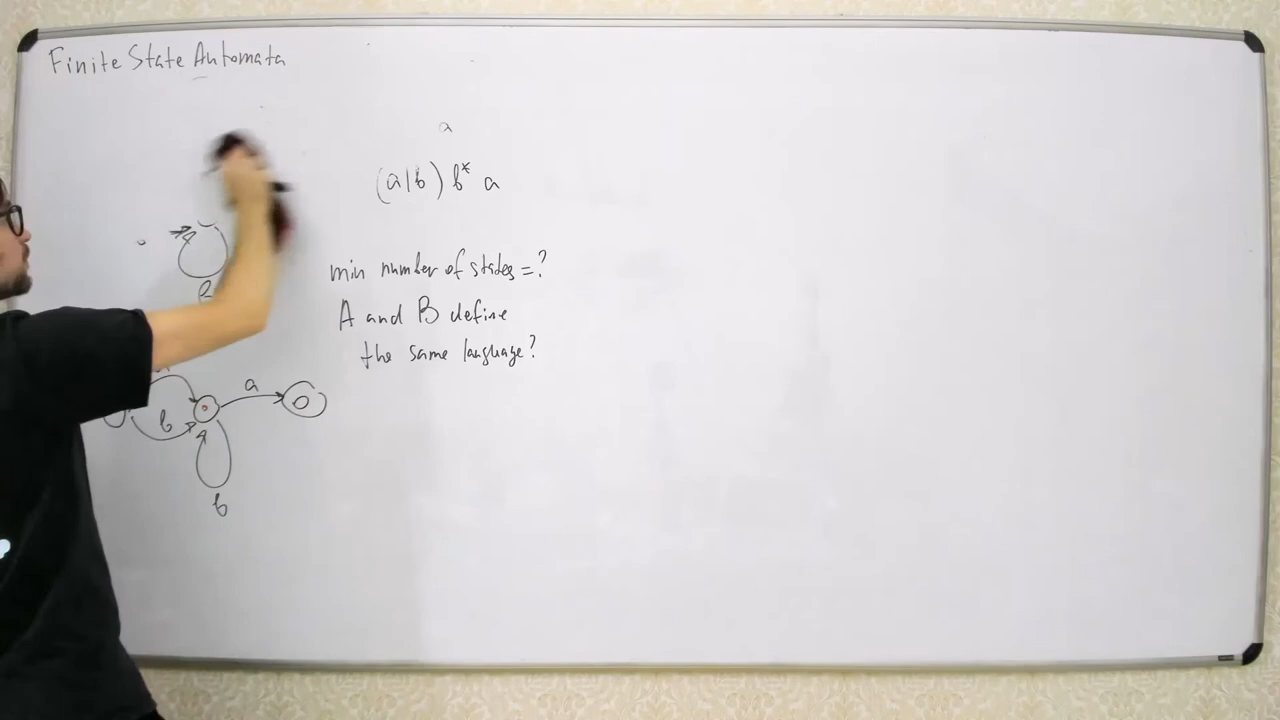 Finite State Automata
a
(a|b) b* a
min number of states = ?
A and B define
the same language?
a
b
b